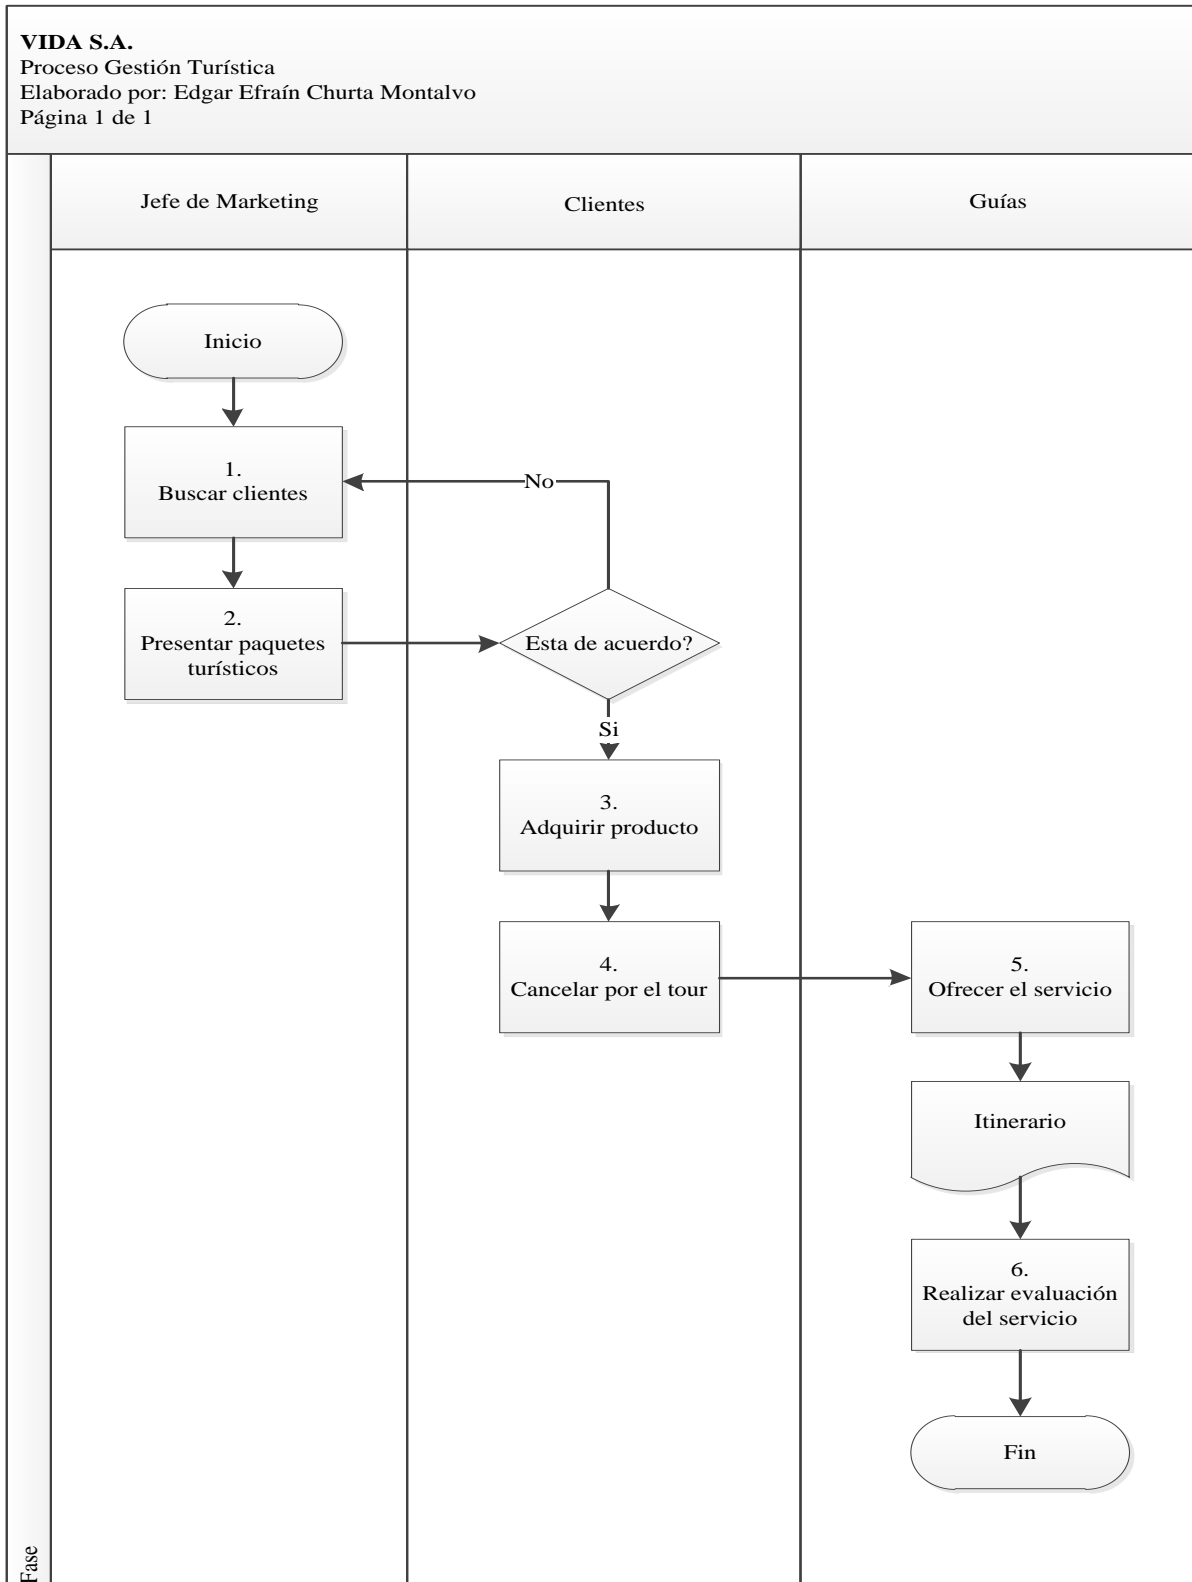 VIDA S.A.
Proceso Gestión Turística
Elaborado por: Edgar Efraín Churta Montalvo
Página 1 de 1
Jefe de Marketing
Clientes
Guías
Inicio
1.
Buscar clientes
No
2.
Presentar paquetes
turísticos
Esta de acuerdo?
Si
3.
Adquirir producto
4.
Cancelar por el tour
5.
Ofrecer el servicio
Itinerario
6.
Realizar evaluación
del servicio
Fin
Fase